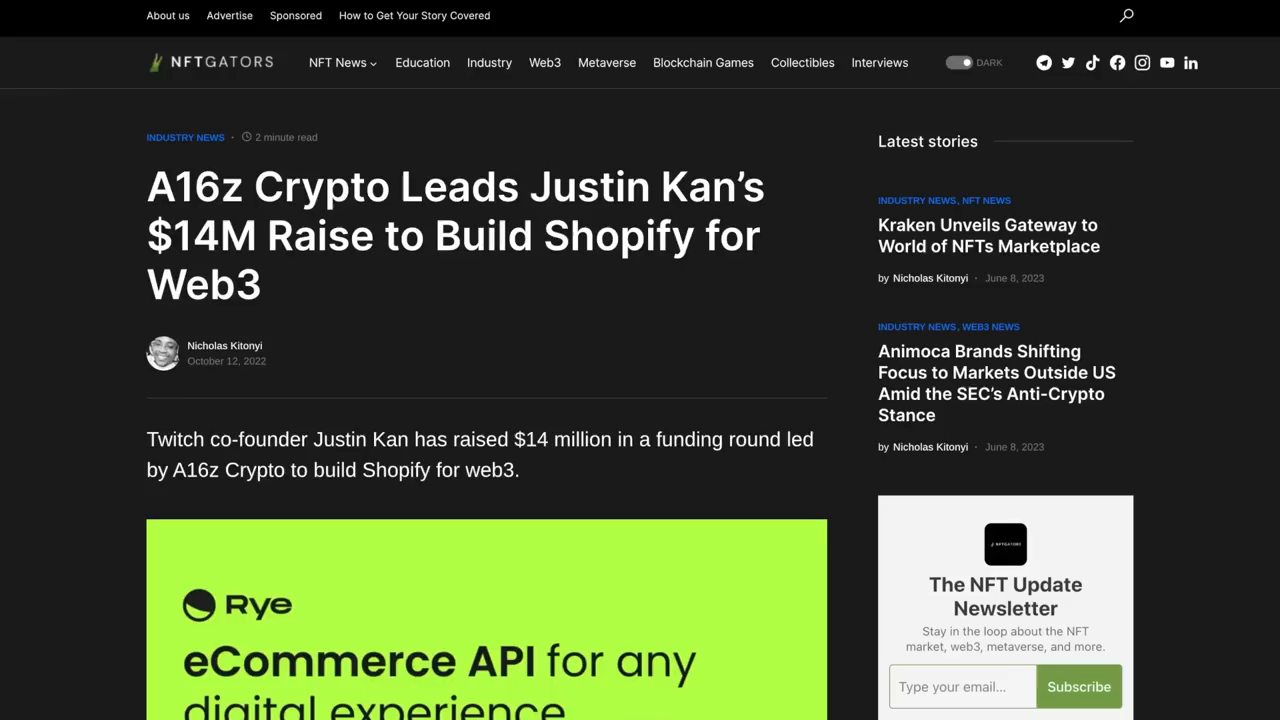 About us Advertise Sponsored How to Get Your Story Covered
NFTGATORS NFT News Education Industry Web3 Metaverse Blockchain Games Collectibles Interviews DARK
INDUSTRY NEWS · 2 minute read
A16z Crypto Leads Justin Kan’s
$14M Raise to Build Shopify for
Web3
Nicholas Kitonyi
October 12, 2022
Twitch co-founder Justin Kan has raised $14 million in a funding round led
by A16z Crypto to build Shopify for web3.
Rye
eCommerce API for any
digital experience
Latest stories
INDUSTRY NEWS, NFT NEWS
Kraken Unveils Gateway to
World of NFTs Marketplace
by Nicholas Kitonyi · June 8, 2023
INDUSTRY NEWS, WEB3 NEWS
Animoca Brands Shifting
Focus to Markets Outside US
Amid the SEC’s Anti-Crypto
Stance
by Nicholas Kitonyi · June 8, 2023
NFTGATORS
The NFT Update
Newsletter
Stay in the loop about the NFT
market, web3, metaverse, and more.
Type your email... Subscribe